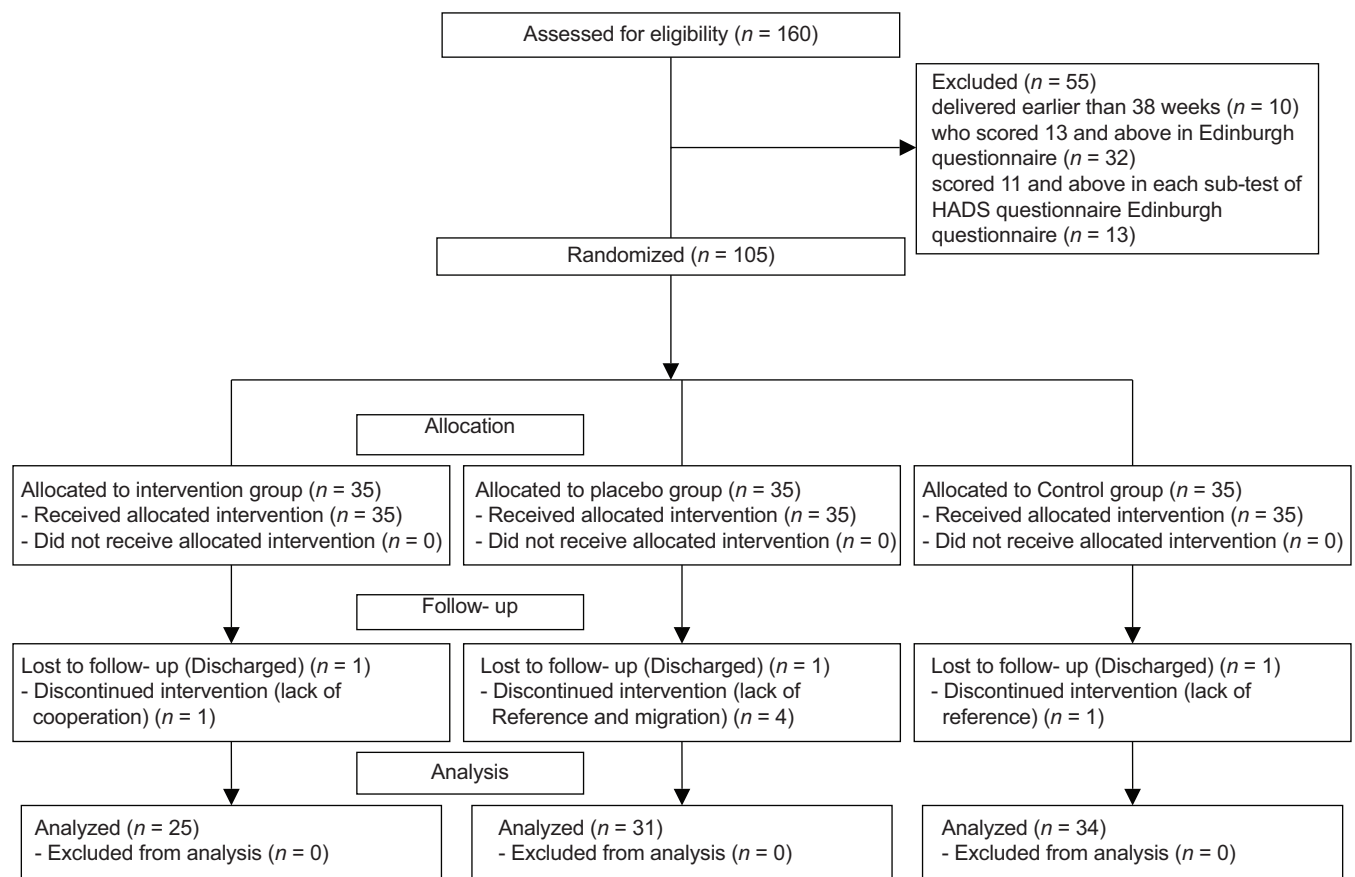 Assessed for eligibility (n = 160)
Excluded (n = 55)
delivered earlier than 38 weeks (n = 10)
who scored 13 and above in Edinburgh
questionnaire (n = 32)
scored 11 and above in each sub-test of
HADS questionnaire Edinburgh
questionnaire (n = 13)
Randomized (n = 105)
Allocation
Allocated to intervention group (n = 35)
- Received allocated intervention (n = 35)
- Did not receive allocated intervention (n = 0)
Allocated to placebo group (n = 35)
- Received allocated intervention (n = 35)
- Did not receive allocated intervention (n = 0)
Allocated to Control group (n = 35)
- Received allocated intervention (n = 35)
- Did not receive allocated intervention (n = 0)
Follow- up
Lost to follow- up (Discharged) (n = 1)
- Discontinued intervention (lack of
cooperation) (n = 1)
Lost to follow- up (Discharged) (n = 1)
- Discontinued intervention (lack of
Reference and migration) (n = 4)
Lost to follow- up (Discharged) (n = 1)
- Discontinued intervention (lack of
reference) (n = 1)
Analysis
Analyzed (n = 25)
- Excluded from analysis (n = 0)
Analyzed (n = 31)
- Excluded from analysis (n = 0)
Analyzed (n = 34)
- Excluded from analysis (n = 0)